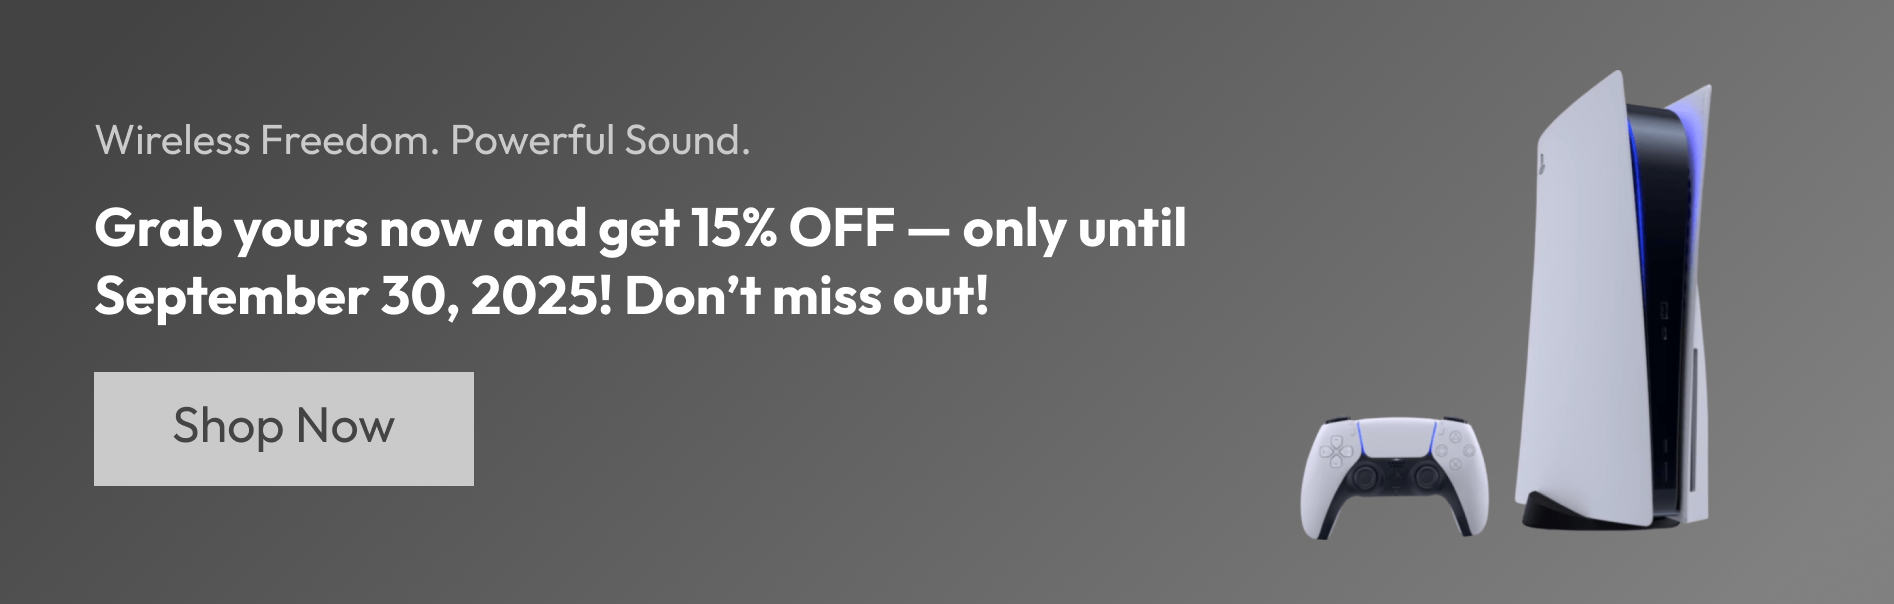 Wireless Freedom. Powerful Sound.
Grab yours now and get 15% OFF — only until
September 30, 2025! Don’t miss out!
Shop Now